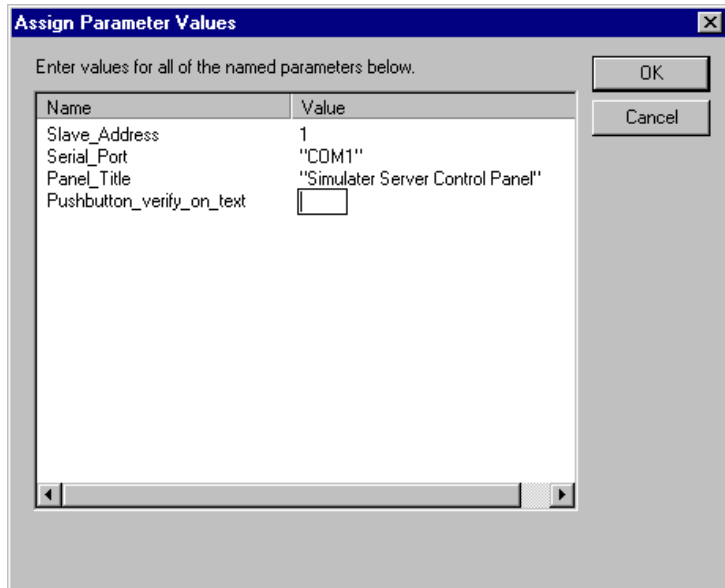 Assign Parameter Values
Enter values for all of the named parameters below.
OK
Cancel
Name Value
Slave_Address 1
Serial_Port "COM1"
Panel_Title "Simulater Server Control Panel"
Pushbutton_verify_on_text